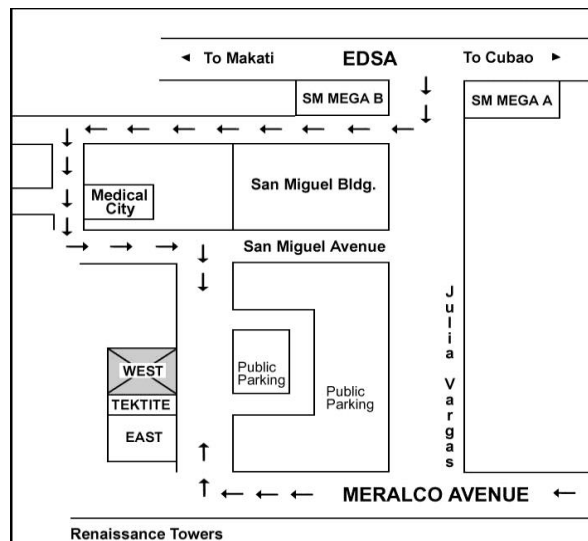 To Makati
EDSA
To Cubao
SM MEGA B
SM MEGA A
Medical
City
San Miguel Bldg.
San Miguel Avenue
Julia Vargas
WEST
TEKTITE
EAST
Public
Parking
Public
Parking
MERALCO AVENUE
Renaissance Towers